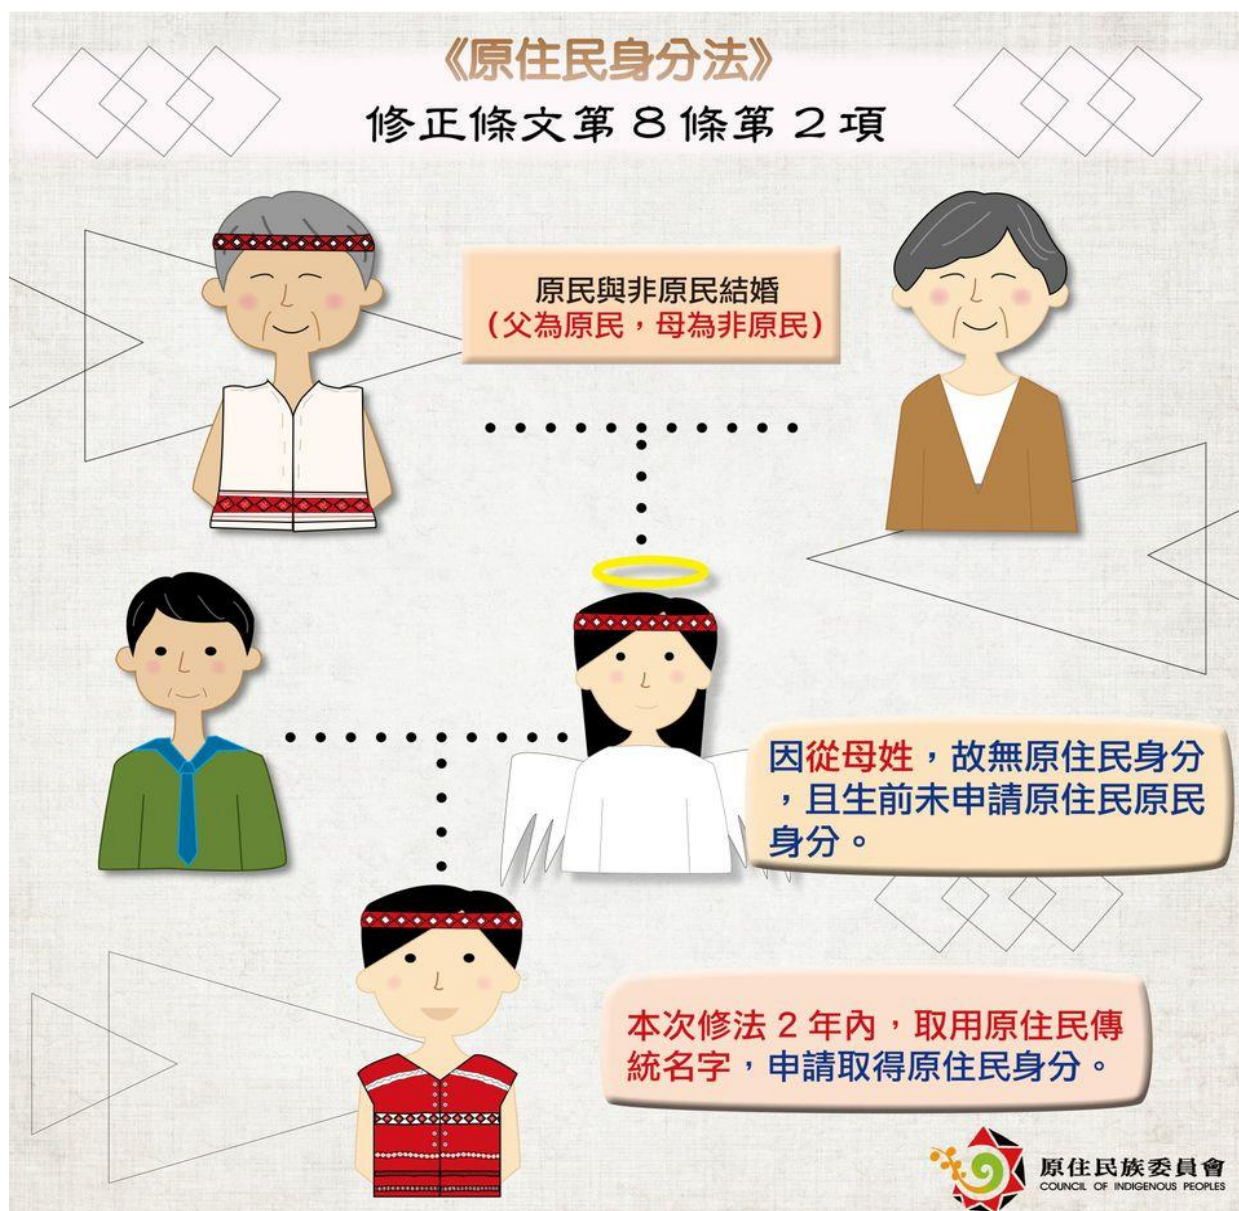 《原住民身分法》
修正條文第8條第2項
原民與非原民結婚
(父為原民，母為非原民)
因從母姓，故無原住民身分
，且生前未申請原住民原民
身分。
本次修法2年內，取用原住民傳
統名字，申請取得原住民身分。
原住民族委員會
COUNCIL OF INDIGENOUS PEOPLES